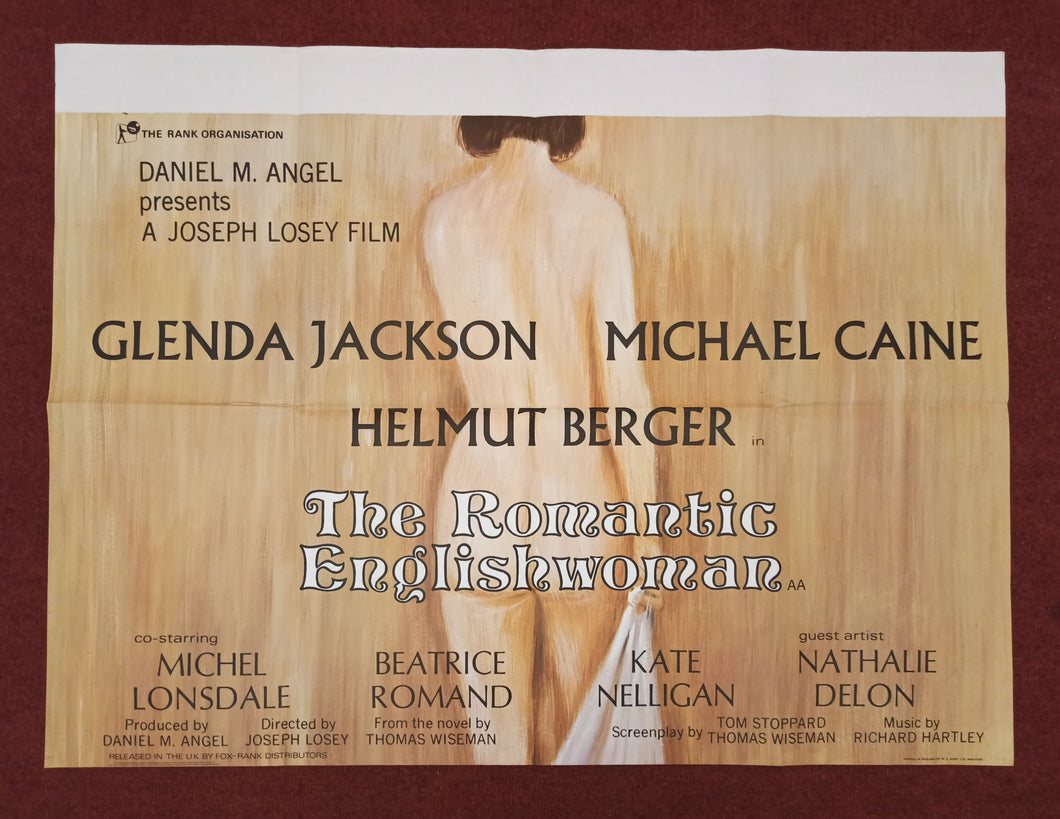 THE RANK ORGANISATION
DANIEL M. ANGEL
presents
A JOSEPH LOSEY FILM
GLENDA JACKSON MICHAEL CAINE
HELMUT BERGER in
The Romantic
Englishwoman AA
co-starring
MICHEL
LONSDALE
BEATRICE
ROMAND
KATE
NELLIGAN
guest artist
NATHALIE
DELON
Produced by
DANIEL M. ANGEL
Directed by
JOSEPH LOSEY
From the novel by
THOMAS WISEMAN
Screenplay by TOM STOPPARD
THOMAS WISEMAN
Music by
RICHARD HARTLEY
RELEASED IN THE U.K. BY FOX-RANK DISTRIBUTORS